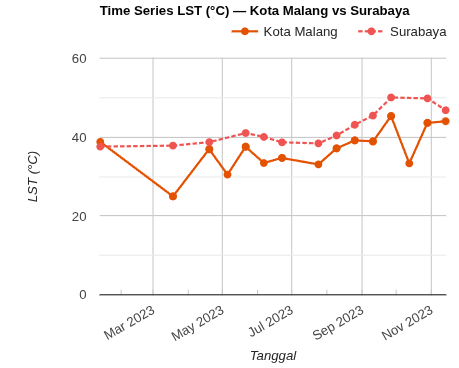 Time Series LST (°C) — Kota Malang vs Surabaya
Kota Malang
Surabaya
60
40
20
0
LST (°C)
Mar 2023
May 2023
Jul 2023
Sep 2023
Nov 2023
Tanggal